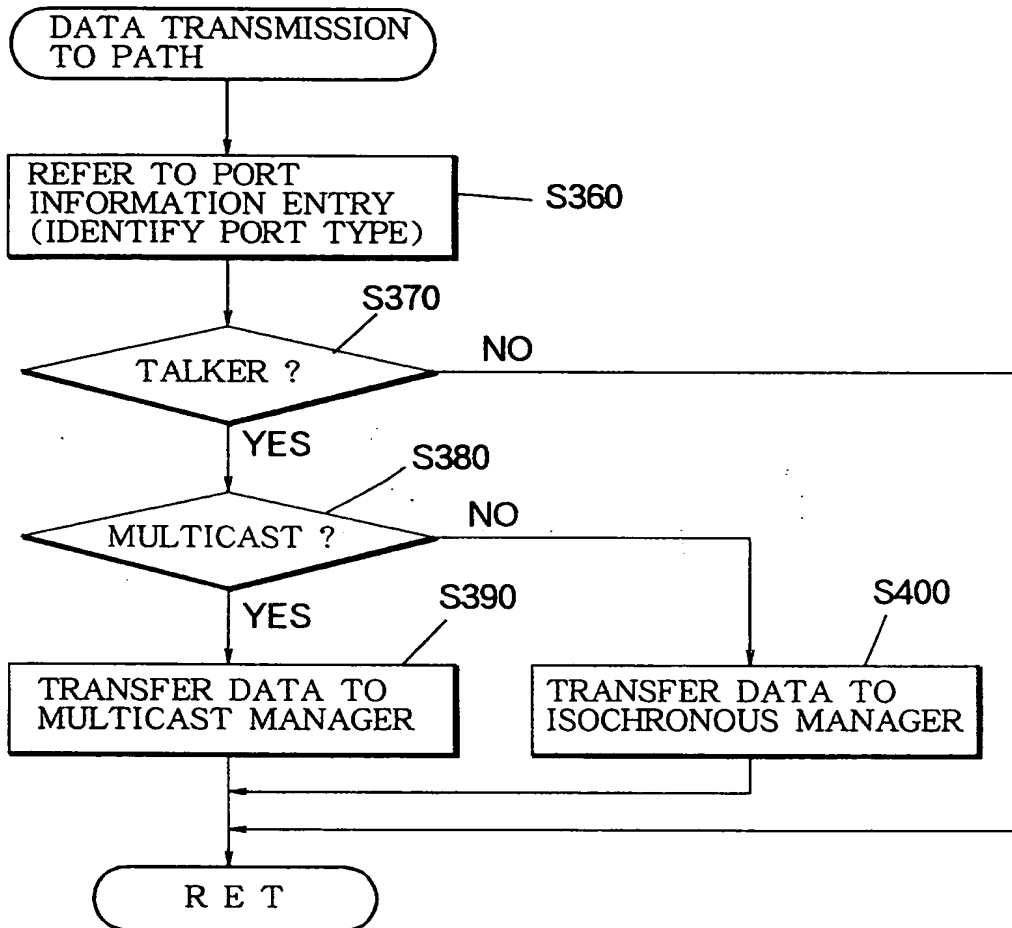 DATA TRANSMISSION
TO PATH
REFER TO PORT
INFORMATION ENTRY
(IDENTIFY PORT TYPE)
S360
S370
TALKER ?
NO
YES
S380
MULTICAST ?
NO
YES
S390
S400
TRANSFER DATA TO
MULTICAST MANAGER
TRANSFER DATA TO
ISOCHRONOUS MANAGER
R E T